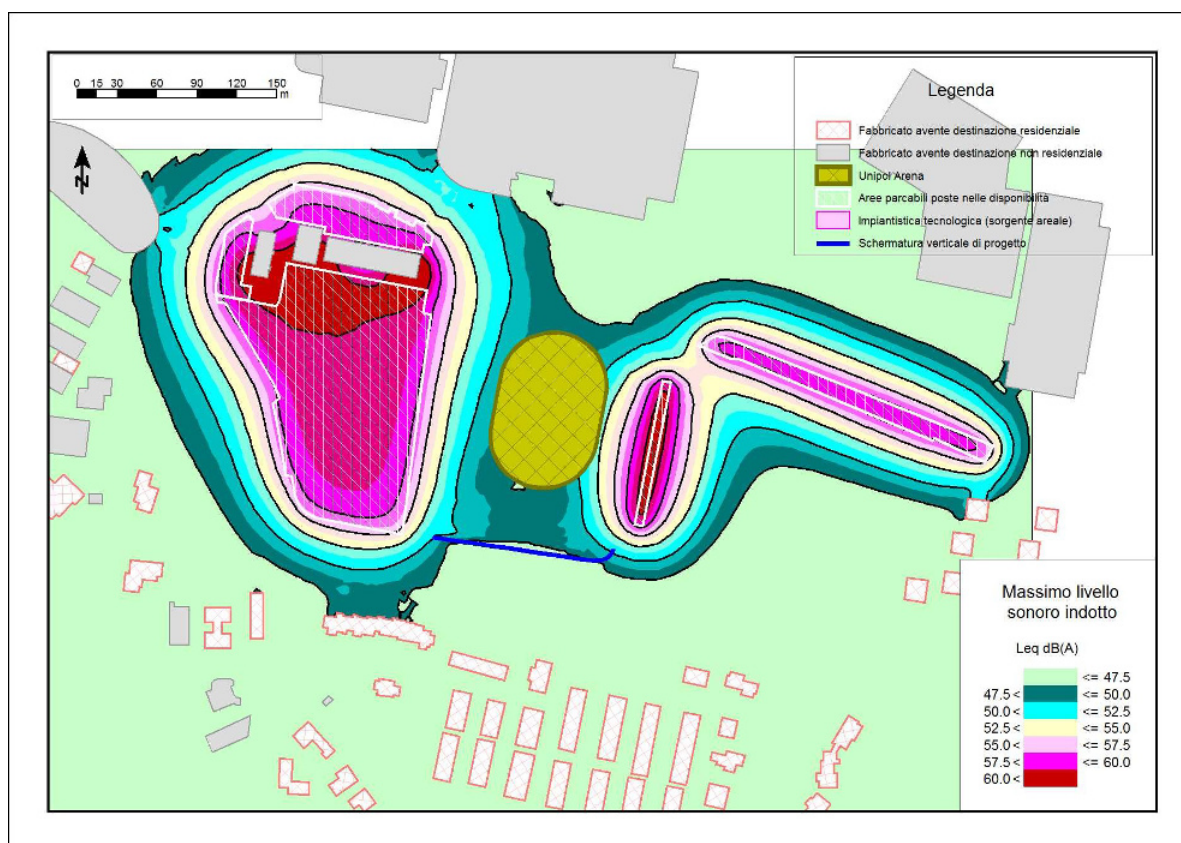 0 15 30 60 90 120 150
m
N
Legenda
Fabbricato avente destinazione residenziale
Fabbricato avente destinazione non residenziale
Unipol Arena
Aree parcabili poste nelle disponibilità
Impiantistica tecnologica (sorgente areale)
Schermatura verticale di progetto
Massimo livello
sonoro indotto
Leq dB(A)
<= 47.5
47.5 < <= 50.0
50.0 < <= 52.5
52.5 < <= 55.0
55.0 < <= 57.5
57.5 < <= 60.0
60.0 <